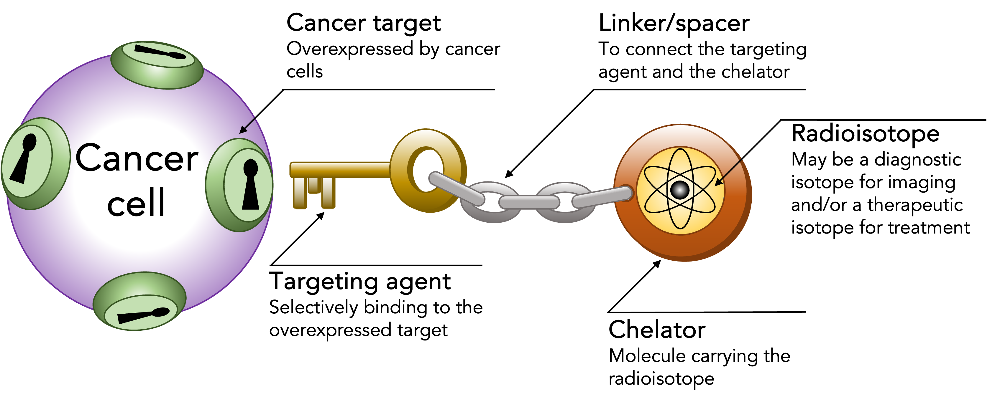 Cancer
cell
Cancer target
Overexpressed by cancer
cells
Targeting agent
Selectively binding to the
overexpressed target
Linker/spacer
To connect the targeting
agent and the chelator
Radioisotope
May be a diagnostic
isotope for imaging
and/or a therapeutic
isotope for treatment
Chelator
Molecule carrying the
radioisotope